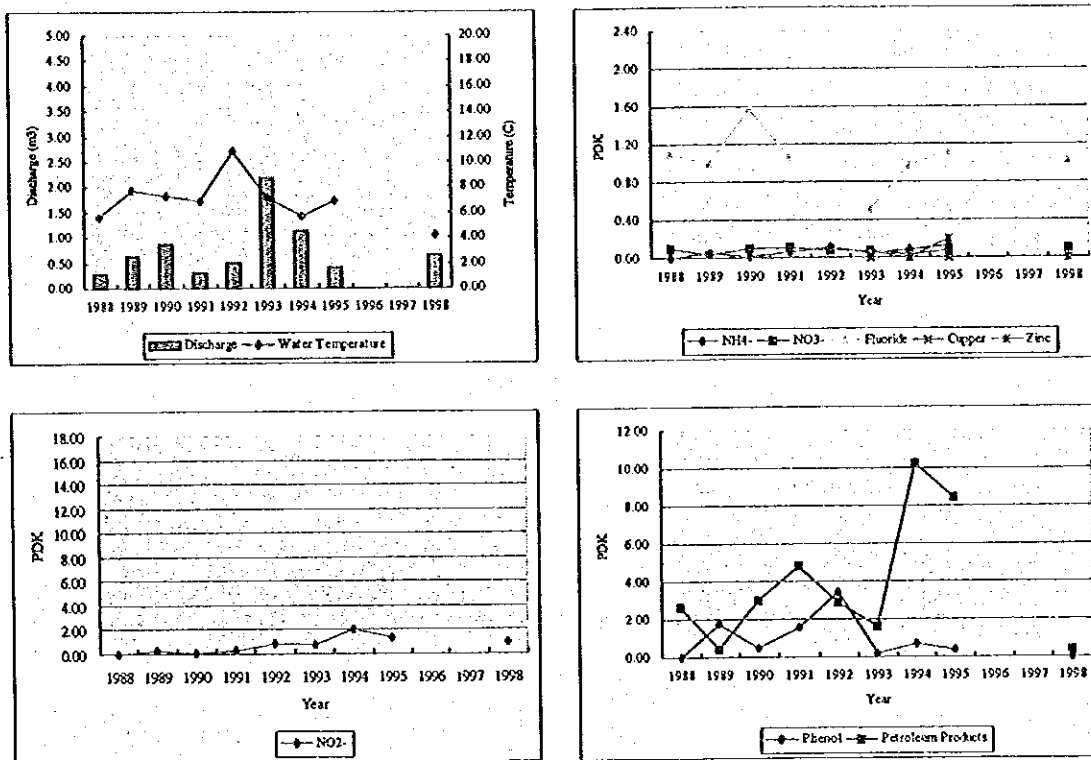 5.00
4.50
4.00
3.50
3.00
2.50
2.00
1.50
1.00
0.50
0.00
Discharge (m3)
20.00
18.00
16.00
14.00
12.00
10.00
8.00
6.00
4.00
2.00
0.00
Temperature (C)
1988 1989 1990 1991 1992 1993 1994 1995 1996 1997 1998
Discharge Water Temperature
2.40
2.00
1.60
1.20
0.80
0.40
0.00
PDK
1988 1989 1990 1991 1992 1993 1994 1995 1996 1997 1998
Year
NH4- NO3- Fluoride Cupper Zinc
18.00
16.00
14.00
12.00
10.00
8.00
6.00
4.00
2.00
0.00
PDK
1988 1989 1990 1991 1992 1993 1994 1995 1996 1997 1998
Year
NO2-
12.00
10.00
8.00
6.00
4.00
2.00
0.00
PDK
1988 1989 1990 1991 1992 1993 1994 1995 1996 1997 1998
Year
Phenol Petroleum Products